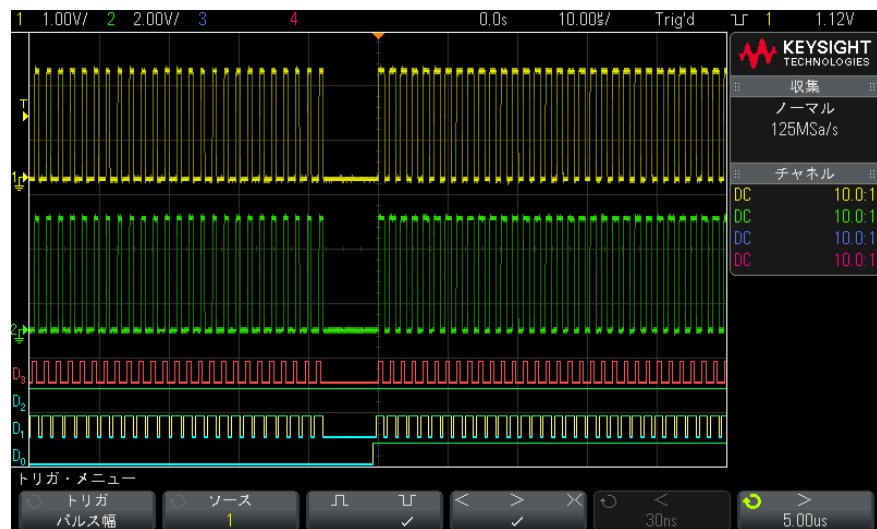 1 1.00V/ 2 2.00V/ 3 4 0.0s 10.00㎲/ Trig'd 1 1.12V
KEYSIGHT
TECHNOLOGIES
収集
ノーマル
125MSa/s
チャネル
DC 10.0:1
DC 10.0:1
DC 10.0:1
DC 10.0:1
T
1
2
D3
D2
D1
D0
トリガ・メニュー
トリガ
パルス幅
ソース
1
< > ><
<
30ns
>
5.00us